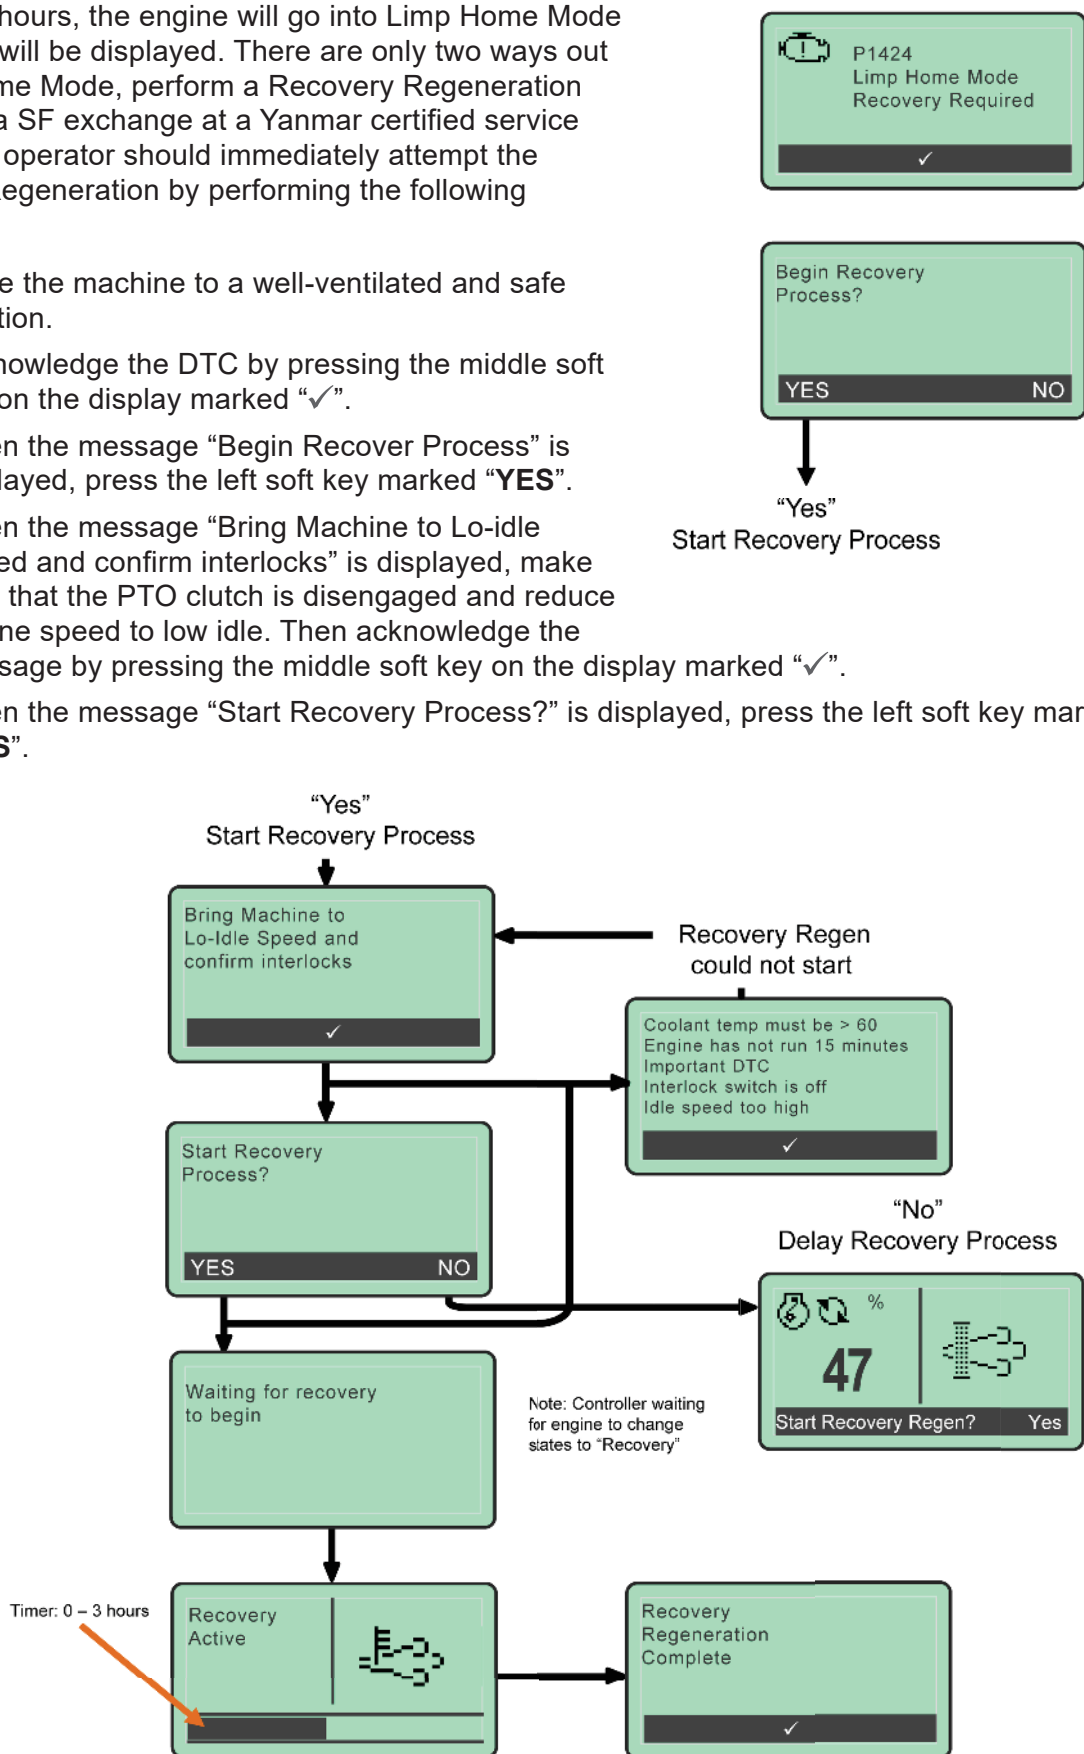 hours, the engine will go into Limp Home Mode
will be displayed. There are only two ways out
me Mode, perform a Recovery Regeneration
a SF exchange at a Yanmar certified service
operator should immediately attempt the
egeneration by performing the following
P1424
Limp Home Mode
Recovery Required
✓
e the machine to a well-ventilated and safe
tion.
nowledge the DTC by pressing the middle soft
on the display marked “✓”.
en the message “Begin Recover Process” is
layed, press the left soft key marked “YES”.
en the message “Bring Machine to Lo-idle
ed and confirm interlocks” is displayed, make
that the PTO clutch is disengaged and reduce
ne speed to low idle. Then acknowledge the
ssage by pressing the middle soft key on the display marked “✓”.
en the message “Start Recovery Process?” is displayed, press the left soft key mar
S”.
Begin Recovery
Process?
YES NO
“Yes”
Start Recovery Process
“Yes”
Start Recovery Process
Bring Machine to
Lo-Idle Speed and
confirm interlocks
✓
Recovery Regen
could not start
Coolant temp must be > 60
Engine has not run 15 minutes
Important DTC
Interlock switch is off
Idle speed too high
✓
Start Recovery
Process?
YES NO
“No”
Delay Recovery Process
%
47
Start Recovery Regen? Yes
Waiting for recovery
to begin
Note: Controller waiting
for engine to change
states to “Recovery”
Timer: 0 – 3 hours
Recovery
Active
Recovery
Regeneration
Complete
✓